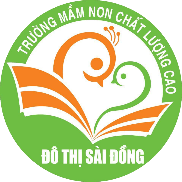 TRƯỜNG MẦM NON CHẤT LƯỢNG CAO
ĐÔ THỊ SÀI ĐỒNG